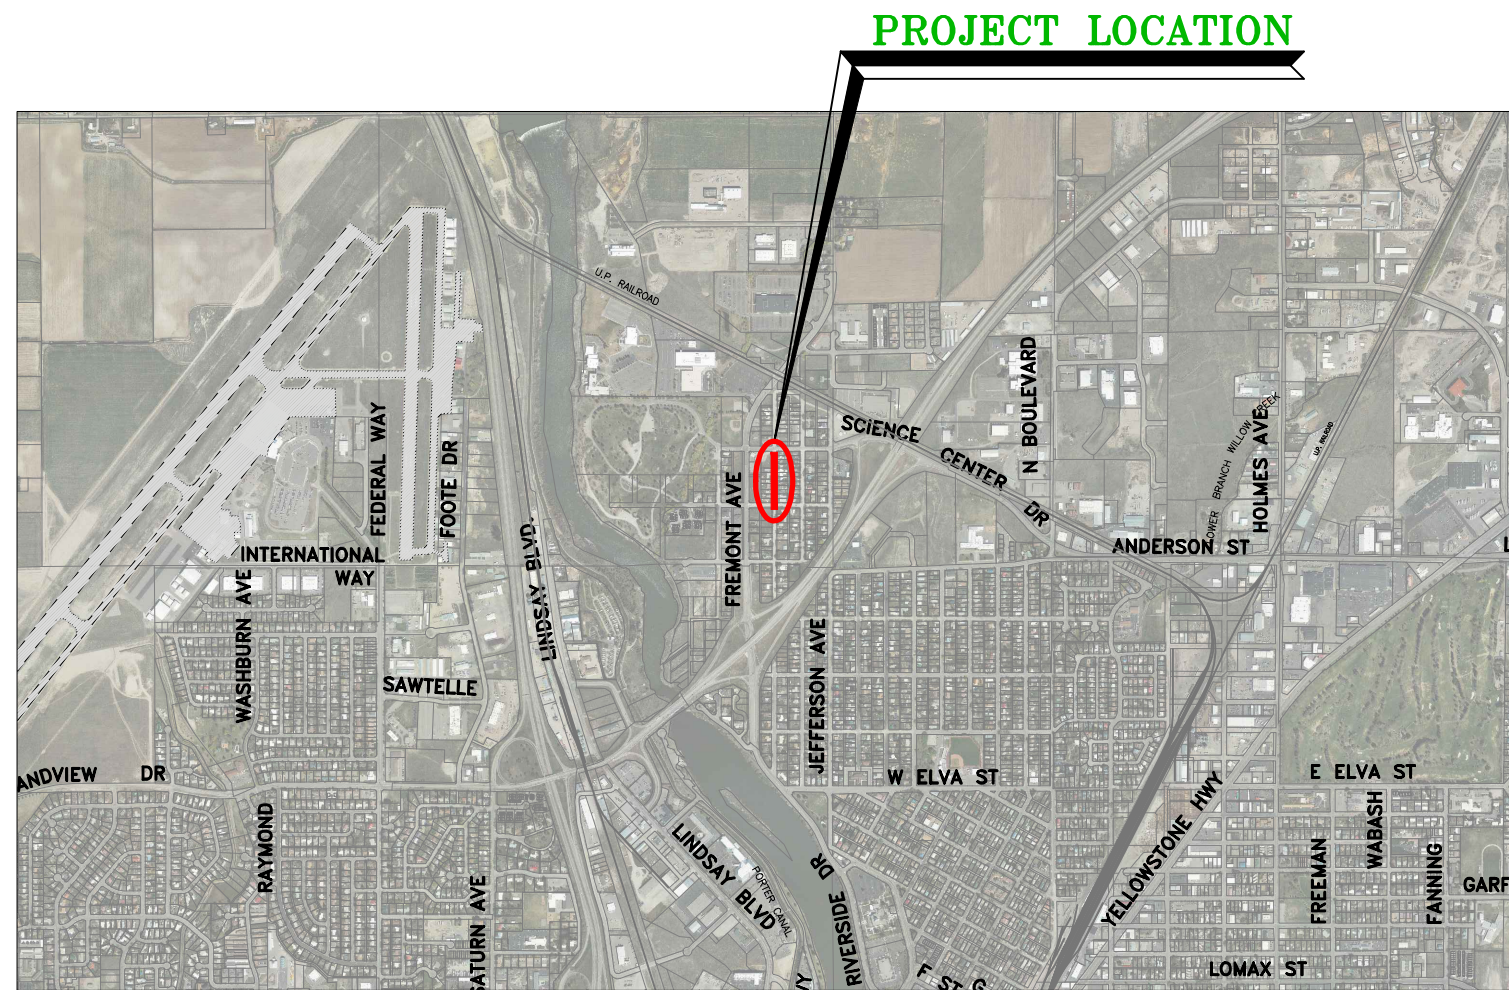 PROJECT LOCATION
U.P. RAILROAD
SCIENCE
CENTER
DR
N BOULEVARD
LOWER BRANCH WILLOW CREEK
HOLMES AVE
U.P. RAILROAD
FEDERAL WAY
FOOTE DR
FREMONT AVE
ANDERSON ST
INTERNATIONAL
WAY
LINDSAY BLVD.
WASHBURN AVE
SAWTELLE
JEFFERSON AVE
ANDVIEW DR
W ELVA ST
E ELVA ST
RAYMOND
LINDSAY BLVD
PORTER CANAL
RIVERSIDE DR
YELLOWSTONE HWY
FREEMAN
WABASH
FANNING
GARF
SATURN AVE
F ST
G
WY
LOMAX ST